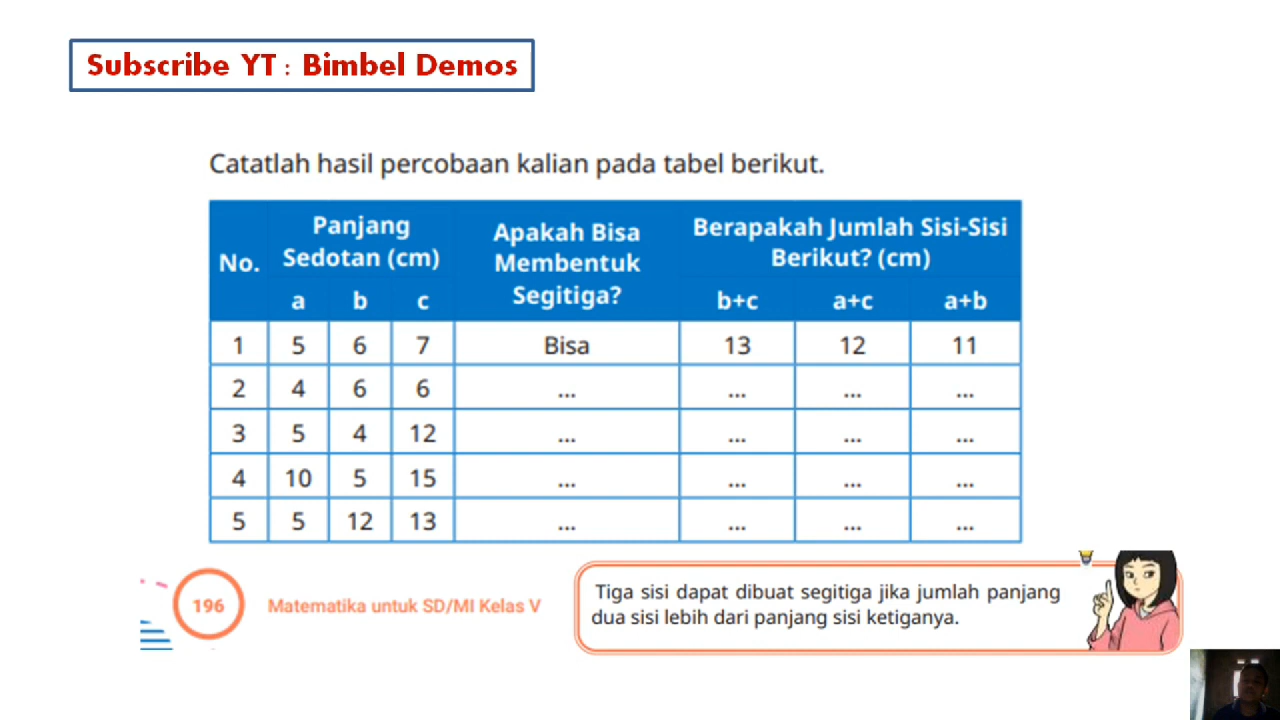 Subscribe YT : Bimbel Demos
Catatlah hasil percobaan kalian pada tabel berikut.
No. Panjang Sedotan (cm) Apakah Bisa Membentuk Segitiga? Berapakah Jumlah Sisi-Sisi Berikut? (cm)
a b c b+c a+c a+b
1 5 6 7 Bisa 13 12 11
2 4 6 6 ... ... ... ...
3 5 4 12 ... ... ... ...
4 10 5 15 ... ... ... ...
5 5 12 13 ... ... ... ...
196 Matematika untuk SD/MI Kelas V
Tiga sisi dapat dibuat segitiga jika jumlah panjang
dua sisi lebih dari panjang sisi ketiganya.